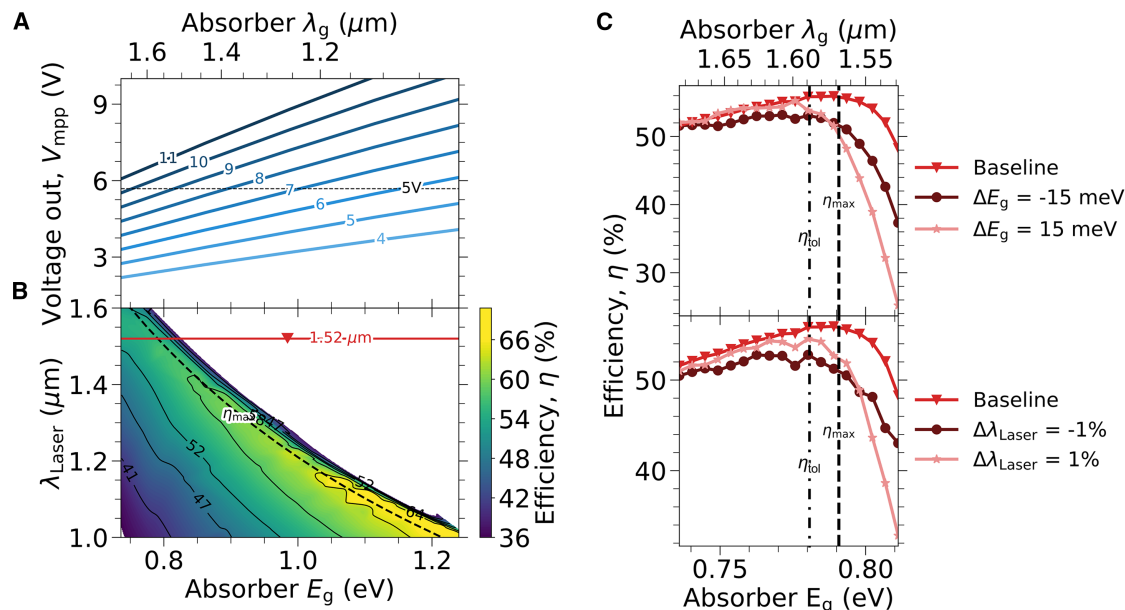 A
Absorber λg (μm)
1.6 1.4 1.2
Voltage out, Vmpp (V)
9
6
3
11
10
9
8
7
6
5
4
5V
B
λLaser (μm)
1.6
1.4
1.2
1.0
1.52 μm
ηmax
58
47
52
52
47
41
64
0.8 1.0 1.2
Absorber Eg (eV)
66
60
54
48
42
36
Efficiency, η (%)
C
Absorber λg (μm)
1.65 1.60 1.55
Efficiency, η (%)
50
40
30
ηmax
ηtol
Baseline
ΔEg = -15 meV
ΔEg = 15 meV
50
40
ηmax
ηtol
Baseline
ΔλLaser = -1%
ΔλLaser = 1%
0.75 0.80
Absorber Eg (eV)